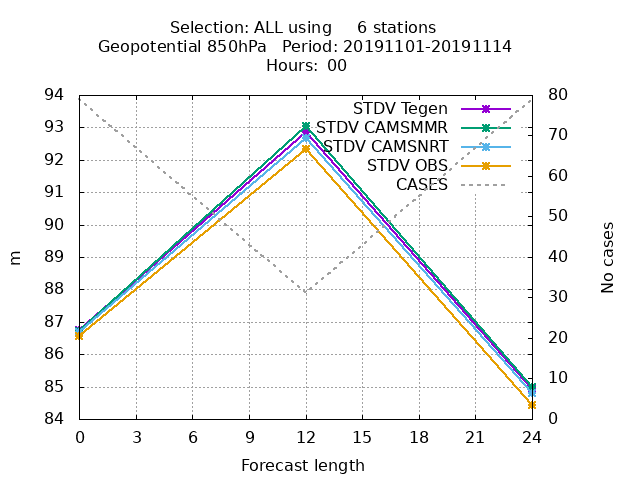 Selection: ALL using     6 stations
Geopotential 850hPa   Period: 20191101-20191114
Hours: 00
STDV Tegen
STDV CAMSMMR
STDV CAMSNRT
STDV OBS
CASES
94
93
92
91
90
89
88
87
86
85
84
m
80
70
60
50
40
30
20
10
0
No cases
0 3 6 9 12 15 18 21 24
Forecast length